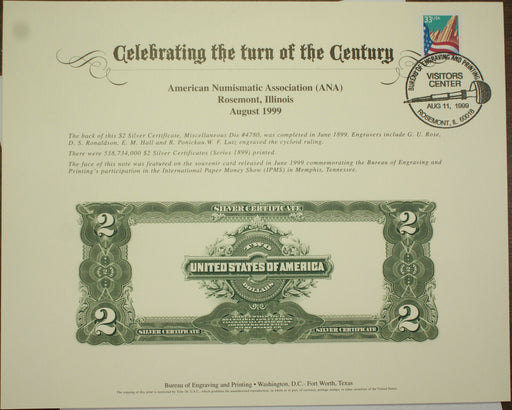 33 USA
Celebrating the turn of the Century
BUREAU OF ENGRAVING AND PRINTING
VISITORS
CENTER
AUG 11, 1999
ROSEMONT, IL 60018
American Numismatic Association (ANA)
Rosemont, Illinois
August 1999
The back of this $2 Silver Certificate, Miscellaneous Die #4780, was completed in June 1899. Engravers include G. U. Rose,
D. S. Ronaldson, E. M. Hall and R. Ponickau. W. F. Lutz engraved the cycloid ruling.
There were 538,734,000 $2 Silver Certificates (Series 1899) printed.
The face of this note was featured on the souvenir card released in June 1999 commemorating the Bureau of Engraving and
Printing's participation in the International Paper Money Show (IPMS) in Memphis, Tennessee.
SILVER CERTIFICATE
2 2
TWO
UNITED STATES OF AMERICA
DOLLARS
2 2
SILVER CERTIFICATE SILVER CERTIFICATE
Bureau of Engraving and Printing • Washington, D.C. - Fort Worth, Texas